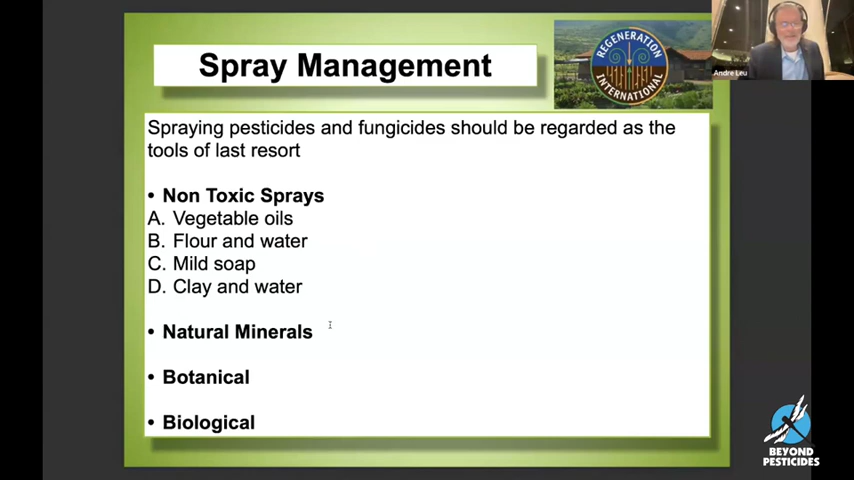 Spray Management
REGENERATION
INTERNATIONAL
Andre Leu
Spraying pesticides and fungicides should be regarded as the
tools of last resort
• Non Toxic Sprays
A. Vegetable oils
B. Flour and water
C. Mild soap
D. Clay and water
• Natural Minerals
• Botanical
• Biological
BEYOND
PESTICIDES